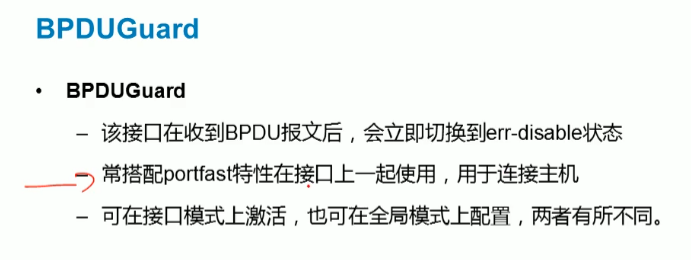 BPDUGuard
• BPDUGuard
– 该接口在收到BPDU报文后，会立即切换到err-disable状态
– 常搭配portfast特性在接口上一起使用，用于连接主机
– 可在接口模式上激活，也可在全局模式上配置，两者有所不同。